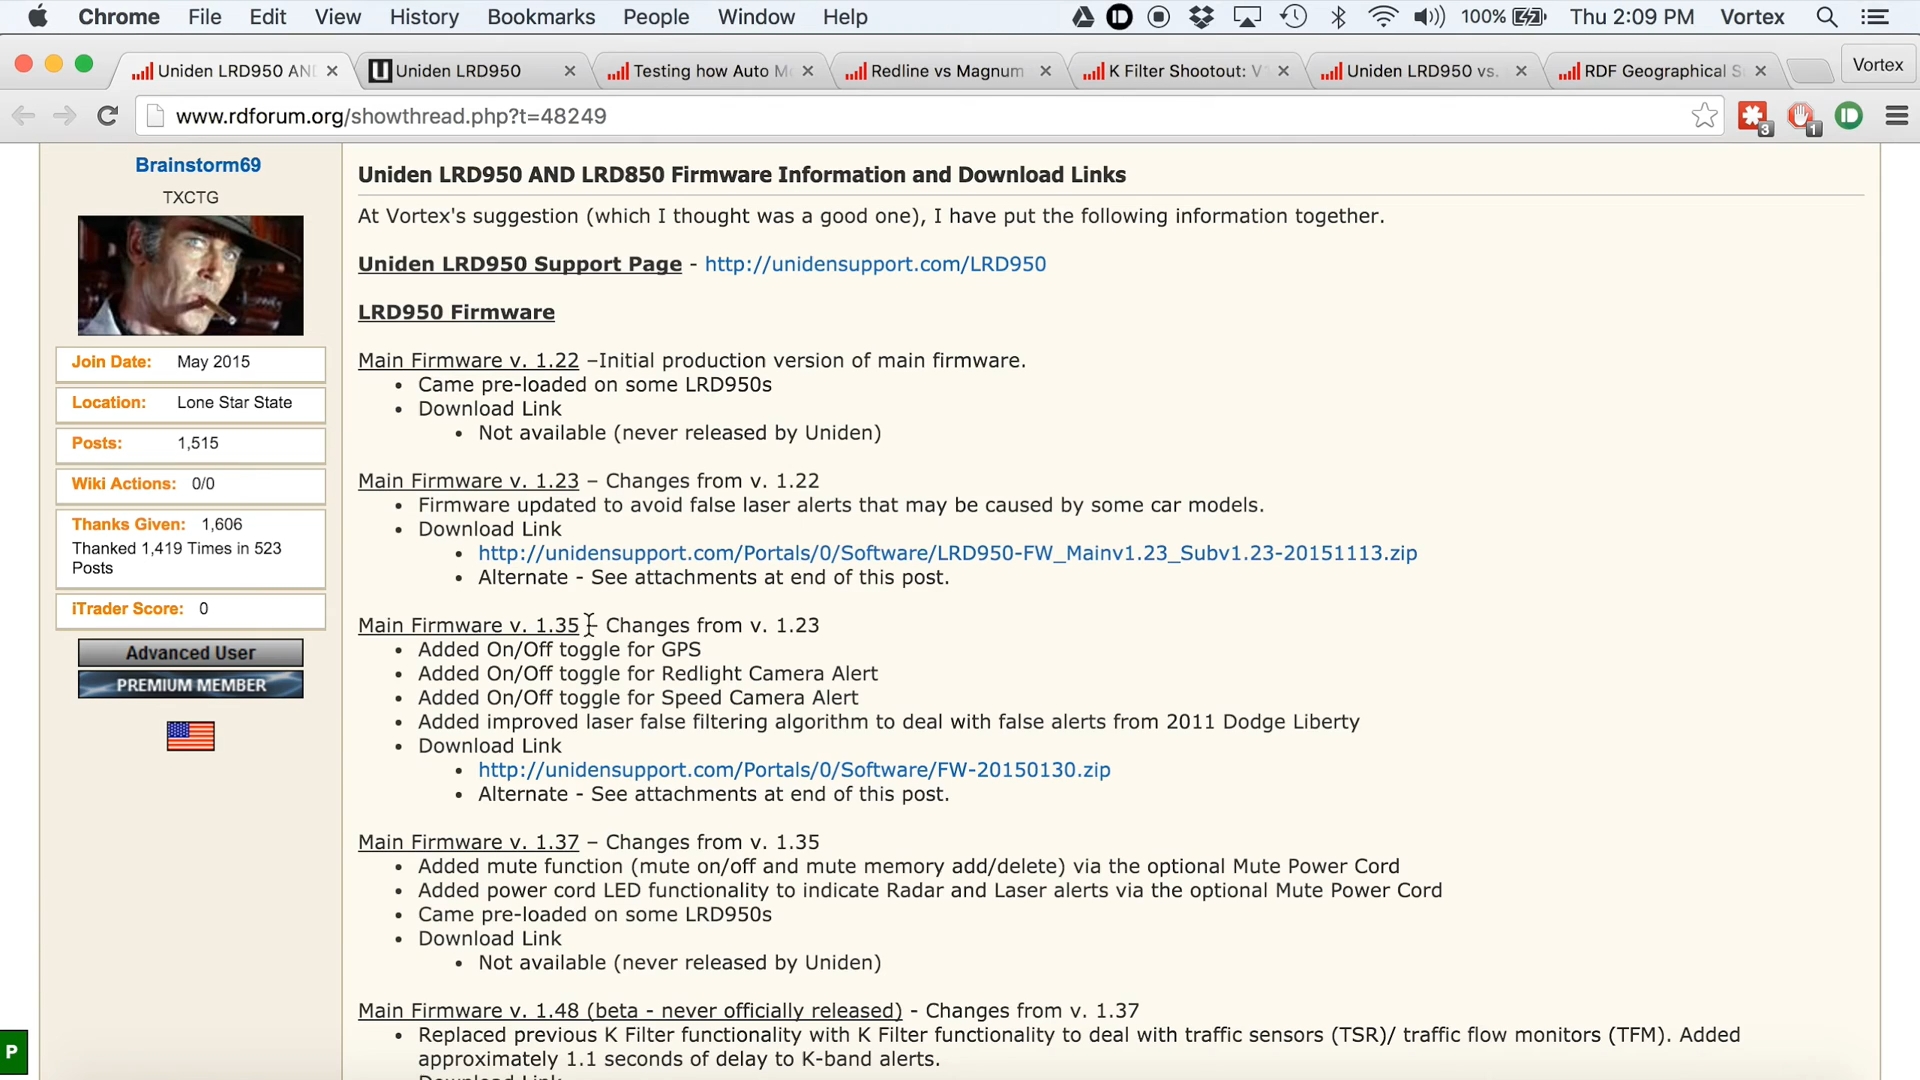 Chrome File Edit View History Bookmarks People Window Help 100% Thu 2:09 PM Vortex
Uniden LRD950 AN Uniden LRD950 Testing how Auto M Redline vs Magnum K Filter Shootout: V Uniden LRD950 vs. RDF Geographical S Vortex
www.rdforum.org/showthread.php?t=48249 3 1
Brainstorm69
TXCTG
Join Date: May 2015
Location: Lone Star State
Posts: 1,515
Wiki Actions: 0/0
Thanks Given: 1,606
Thanked 1,419 Times in 523
Posts
iTrader Score: 0
Advanced User
PREMIUM MEMBER
P
Uniden LRD950 AND LRD850 Firmware Information and Download Links
At Vortex's suggestion (which I thought was a good one), I have put the following information together.
Uniden LRD950 Support Page - http://unidensupport.com/LRD950
LRD950 Firmware
Main Firmware v. 1.22 –Initial production version of main firmware.
• Came pre-loaded on some LRD950s
• Download Link
• Not available (never released by Uniden)
Main Firmware v. 1.23 – Changes from v. 1.22
• Firmware updated to avoid false laser alerts that may be caused by some car models.
• Download Link
• http://unidensupport.com/Portals/0/Software/LRD950-FW_Mainv1.23_Subv1.23-20151113.zip
• Alternate - See attachments at end of this post.
Main Firmware v. 1.35 – Changes from v. 1.23
• Added On/Off toggle for GPS
• Added On/Off toggle for Redlight Camera Alert
• Added On/Off toggle for Speed Camera Alert
• Added improved laser false filtering algorithm to deal with false alerts from 2011 Dodge Liberty
• Download Link
• http://unidensupport.com/Portals/0/Software/FW-20150130.zip
• Alternate - See attachments at end of this post.
Main Firmware v. 1.37 – Changes from v. 1.35
• Added mute function (mute on/off and mute memory add/delete) via the optional Mute Power Cord
• Added power cord LED functionality to indicate Radar and Laser alerts via the optional Mute Power Cord
• Came pre-loaded on some LRD950s
• Download Link
• Not available (never released by Uniden)
Main Firmware v. 1.48 (beta - never officially released) - Changes from v. 1.37
• Replaced previous K Filter functionality with K Filter functionality to deal with traffic sensors (TSR)/ traffic flow monitors (TFM). Added
approximately 1.1 seconds of delay to K-band alerts.